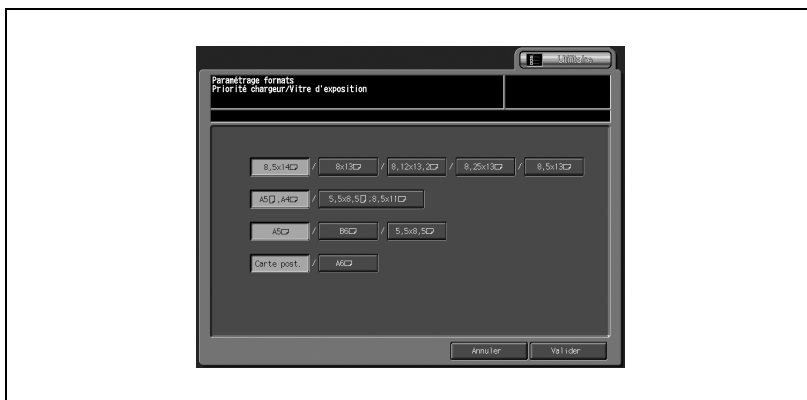 Utilitaire
Paramétrage formats
Priorité chargeur/Vitre d'exposition
8,5x14 / 8x13 / 8,12x13,2 / 8,25x13 / 8,5x13
A5,A4 / 5,5x8,5.8,5x11
A5 / B6 / 5,5x8,5
Carte post. / A6
Annuler Valider